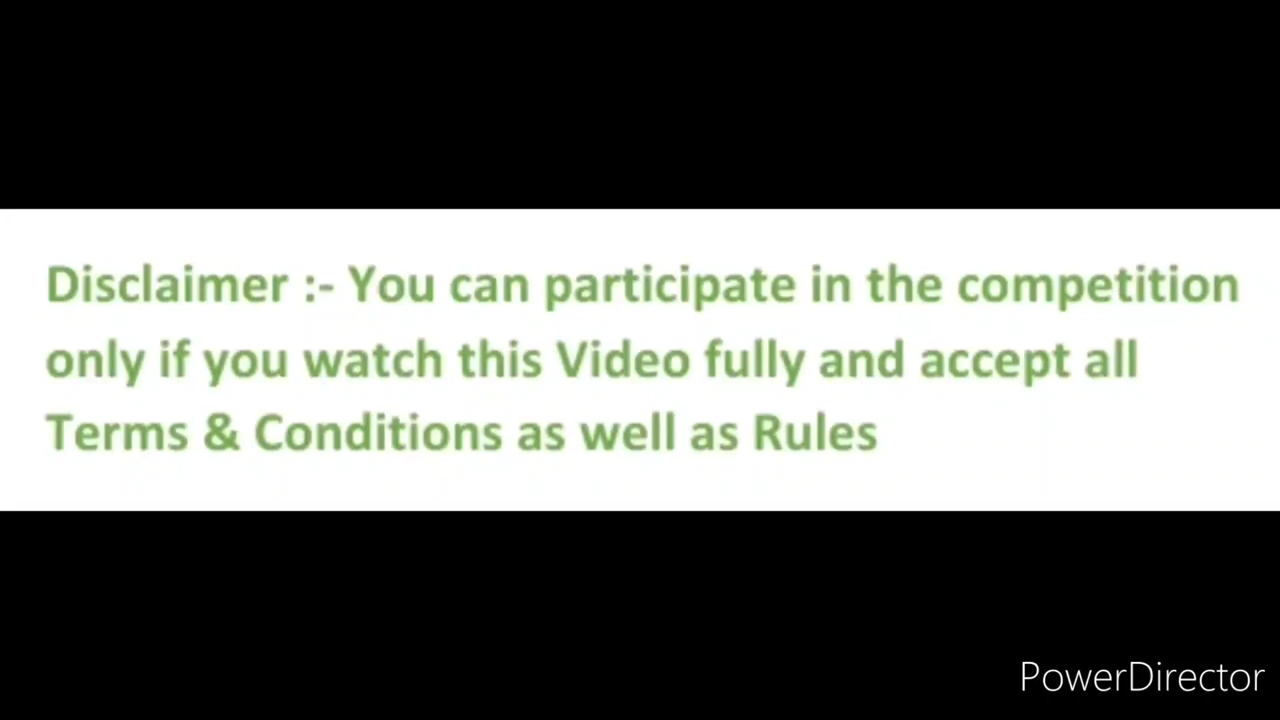 Disclaimer :- You can participate in the competition
only if you watch this Video fully and accept all
Terms & Conditions as well as Rules
PowerDirector